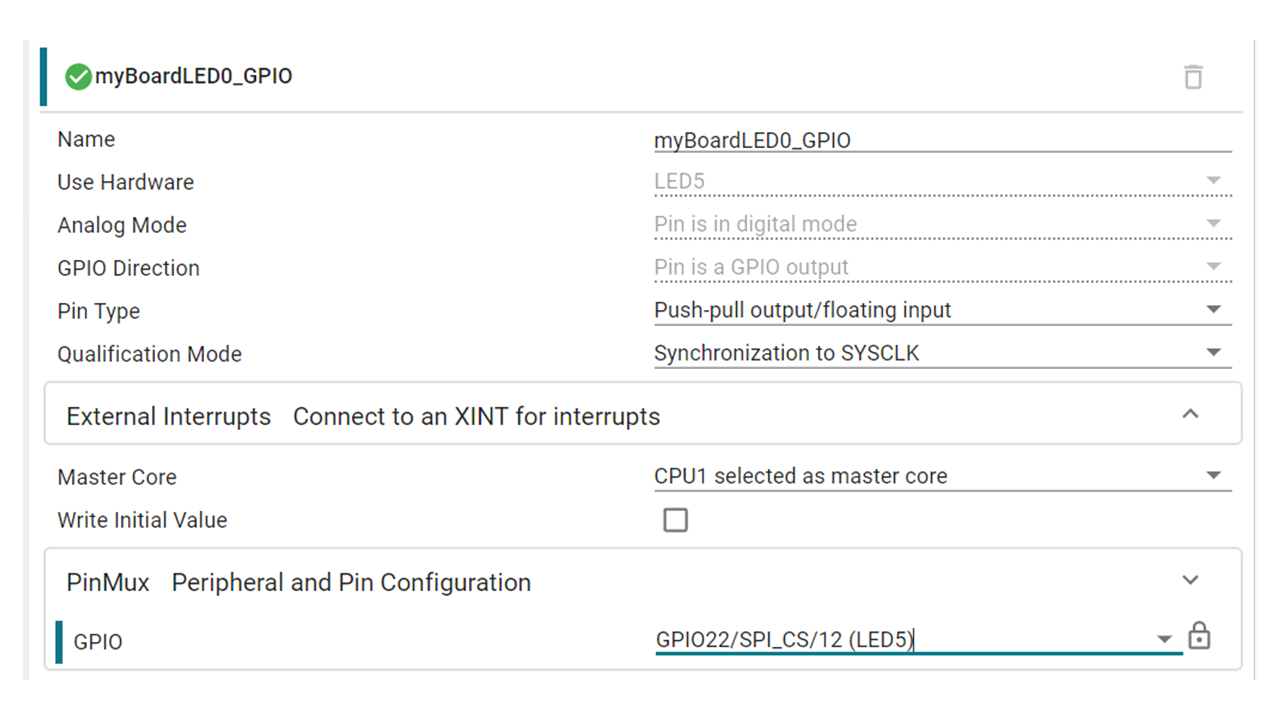 myBoardLED0_GPIO
Name myBoardLED0_GPIO
Use Hardware LED5
Analog Mode Pin is in digital mode
GPIO Direction Pin is a GPIO output
Pin Type Push-pull output/floating input
Qualification Mode Synchronization to SYSCLK
External Interrupts Connect to an XINT for interrupts
Master Core CPU1 selected as master core
Write Initial Value
PinMux Peripheral and Pin Configuration
GPIO GPIO22/SPI_CS/12 (LED5)